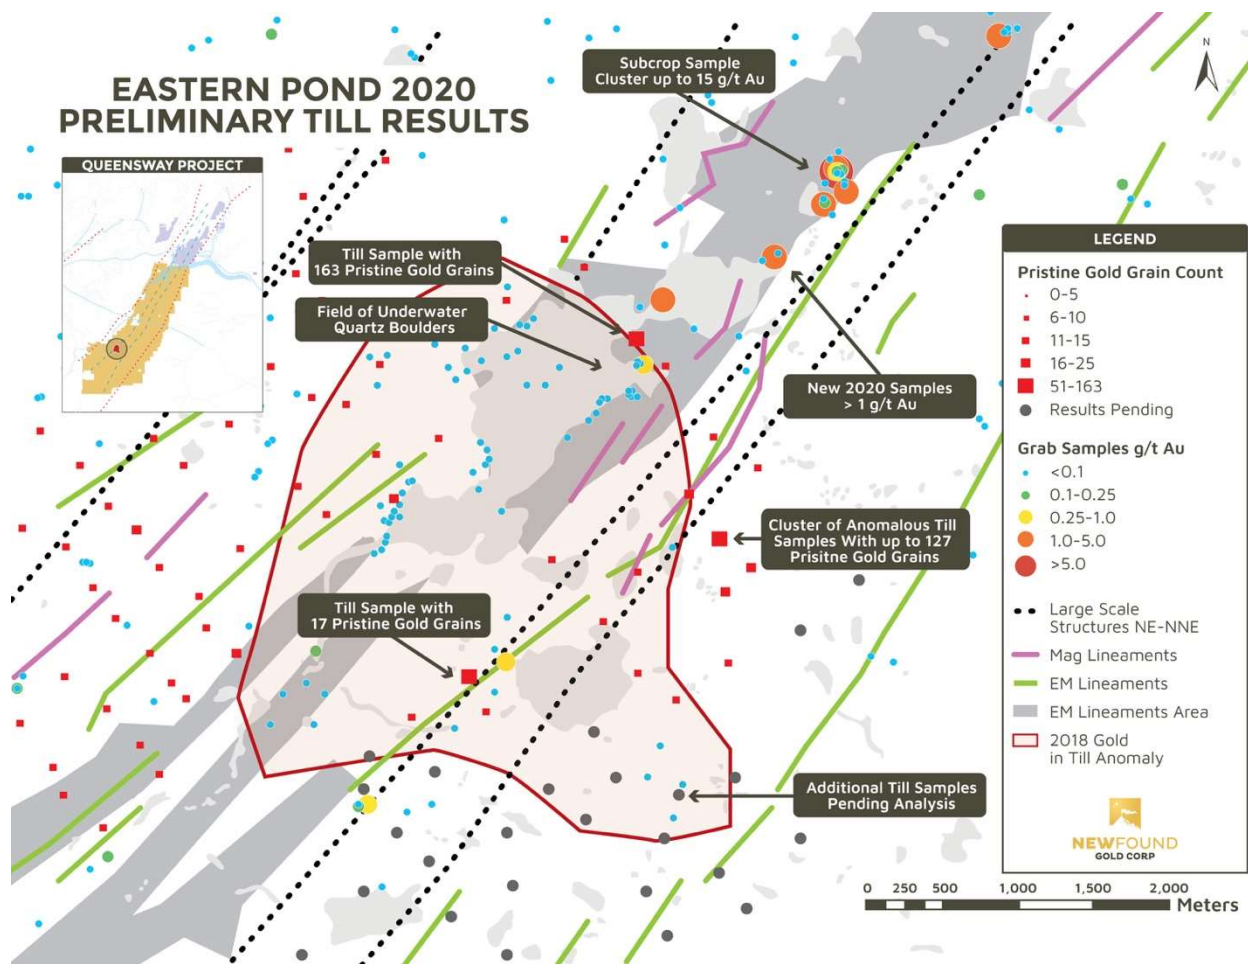 EASTERN POND 2020
PRELIMINARY TILL RESULTS
QUEENSWAY PROJECT
Subcrop Sample
Cluster up to 15 g/t Au
N
Till Sample with
163 Pristine Gold Grains
Field of Underwater
Quartz Boulders
New 2020 Samples
> 1 g/t Au
Cluster of Anomalous Till
Samples With up to 127
Prisitne Gold Grains
Till Sample with
17 Pristine Gold Grains
Additional Till Samples
Pending Analysis
LEGEND
Pristine Gold Grain Count
0-5
6-10
11-15
16-25
51-163
Results Pending
Grab Samples g/t Au
<0.1
0.1-0.25
0.25-1.0
1.0-5.0
>5.0
Large Scale
Structures NE-NNE
Mag Lineaments
EM Lineaments
EM Lineaments Area
2018 Gold
in Till Anomaly
NEWFOUND
GOLD CORP
0 250 500 1,000 1,500 2,000
Meters